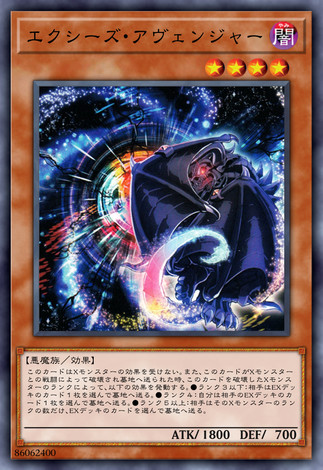 エクシーズ・アヴェンジャー
やみ
闇
【悪魔族/効果】
このカードはXモンスターの効果を受けない。また、このカードがXモンスター
との戦闘によって破壊され墓地へ送られた時、このカードを破壊したXモンス
ターのランクによって、以下の効果を発動する。●ランク3以下：相手はEXデッ
キのカード1枚を選んで墓地へ送る。●ランク4：自分は相手のEXデッキのカ
ード1枚を選んで墓地へ送る。●ランク5以上：相手はそのXモンスターのラン
クの数だけ、EXデッキのカードを選んで墓地へ送る。
ATK/1800 DEF/ 700
86062400